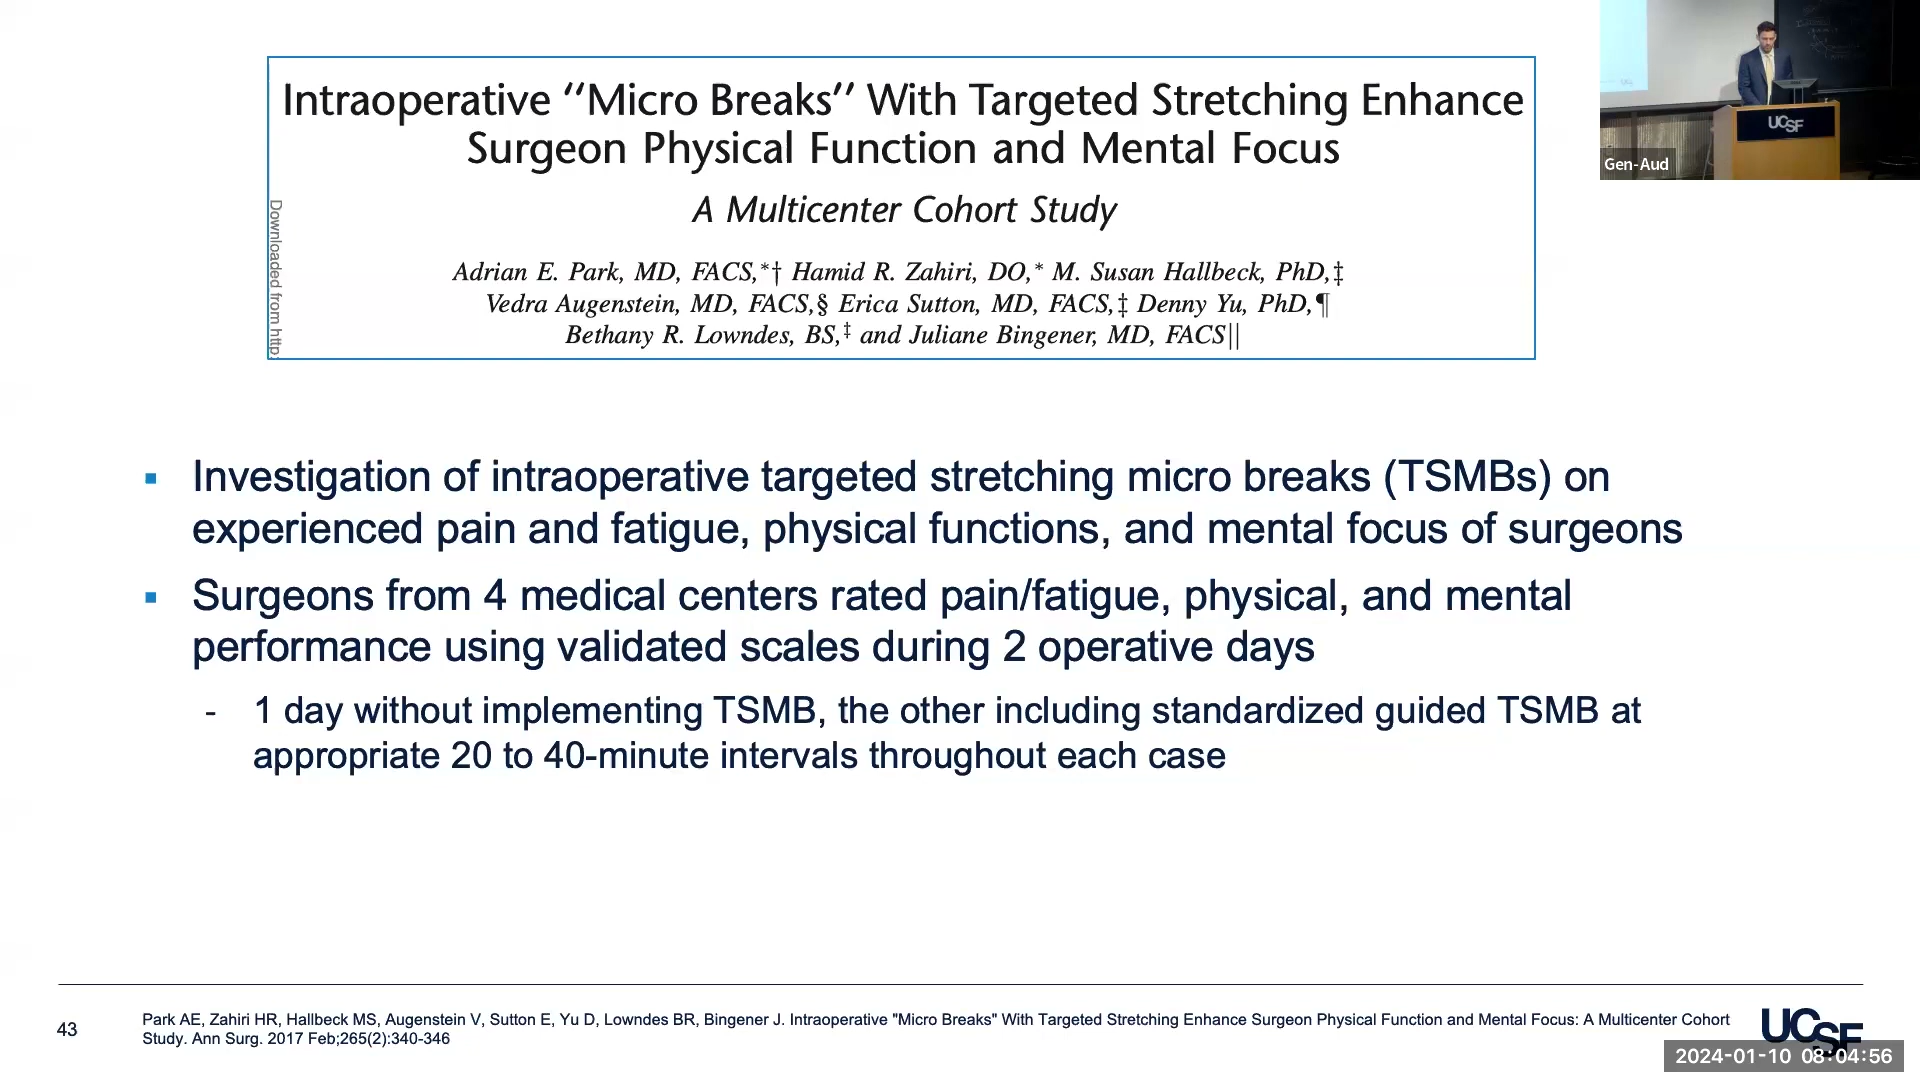 Intraoperative ‘‘Micro Breaks’’ With Targeted Stretching Enhance
Surgeon Physical Function and Mental Focus
A Multicenter Cohort Study
Adrian E. Park, MD, FACS,*† Hamid R. Zahiri, DO,* M. Susan Hallbeck, PhD,‡
Vedra Augenstein, MD, FACS,§ Erica Sutton, MD, FACS,‡ Denny Yu, PhD,¶
Bethany R. Lowndes, BS,‡ and Juliane Bingener, MD, FACS||
Downloaded from http:
UCSF
Gen-Aud
▪ Investigation of intraoperative targeted stretching micro breaks (TSMBs) on
experienced pain and fatigue, physical functions, and mental focus of surgeons
▪ Surgeons from 4 medical centers rated pain/fatigue, physical, and mental
performance using validated scales during 2 operative days
- 1 day without implementing TSMB, the other including standardized guided TSMB at
appropriate 20 to 40-minute intervals throughout each case
43
Park AE, Zahiri HR, Hallbeck MS, Augenstein V, Sutton E, Yu D, Lowndes BR, Bingener J. Intraoperative "Micro Breaks" With Targeted Stretching Enhance Surgeon Physical Function and Mental Focus: A Multicenter Cohort
Study. Ann Surg. 2017 Feb;265(2):340-346
UCSF
2024-01-10 08:04:56